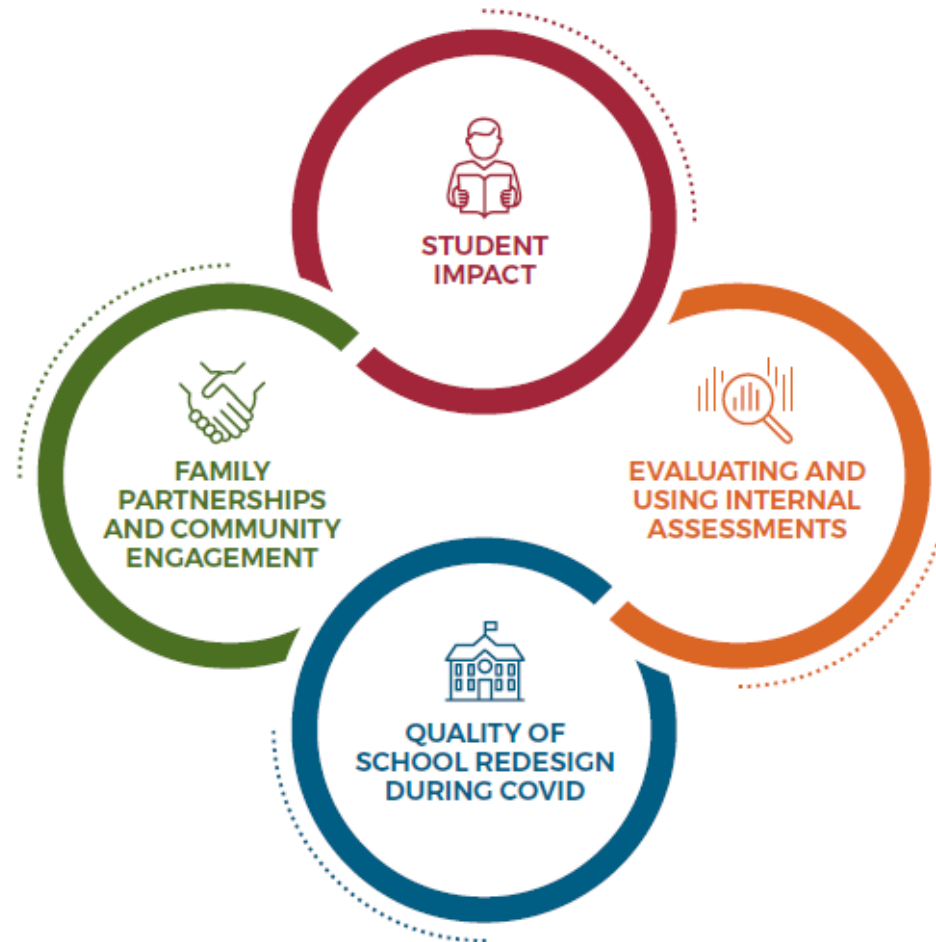 STUDENT
IMPACT
FAMILY
PARTNERSHIPS
AND COMMUNITY
ENGAGEMENT
EVALUATING AND
USING INTERNAL
ASSESSMENTS
QUALITY OF
SCHOOL REDESIGN
DURING COVID